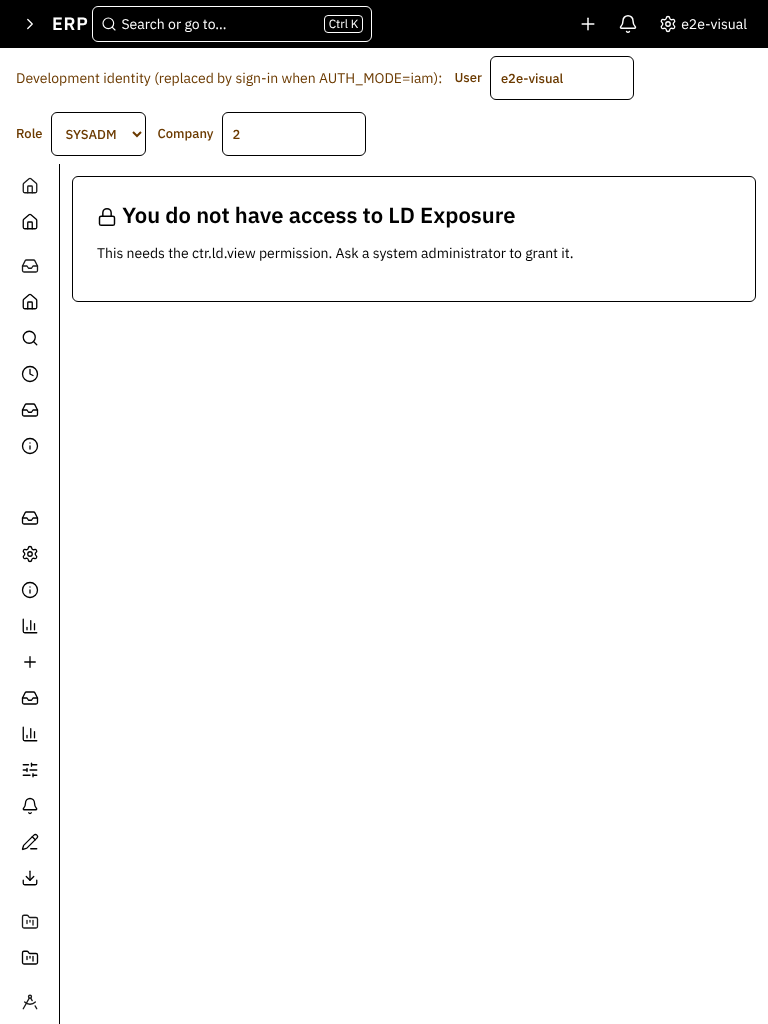 ERP Search or go to... Ctrl K e2e-visual
Development identity (replaced by sign-in when AUTH_MODE=iam): User e2e-visual
Role SYSADM Company 2
You do not have access to LD Exposure
This needs the ctr.ld.view permission. Ask a system administrator to grant it.